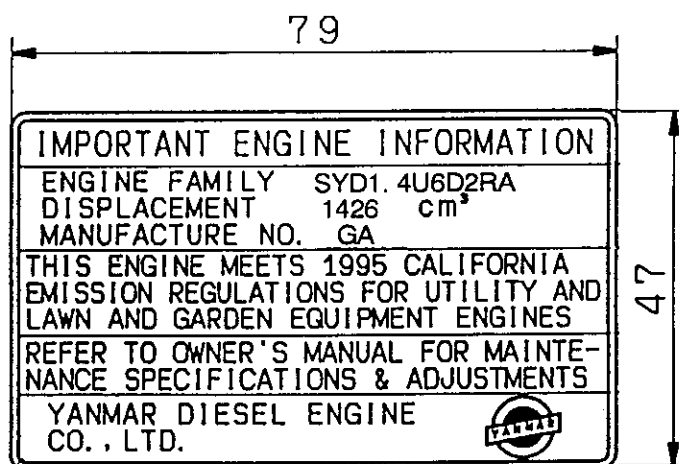 79
IMPORTANT ENGINE INFORMATION
ENGINE FAMILY SYD1.4U6D2RA
DISPLACEMENT 1426 cm³
MANUFACTURE NO. GA
THIS ENGINE MEETS 1995 CALIFORNIA
EMISSION REGULATIONS FOR UTILITY AND
LAWN AND GARDEN EQUIPMENT ENGINES
REFER TO OWNER'S MANUAL FOR MAINTE-
NANCE SPECIFICATIONS & ADJUSTMENTS
YANMAR DIESEL ENGINE
CO., LTD.
YANMAR
47